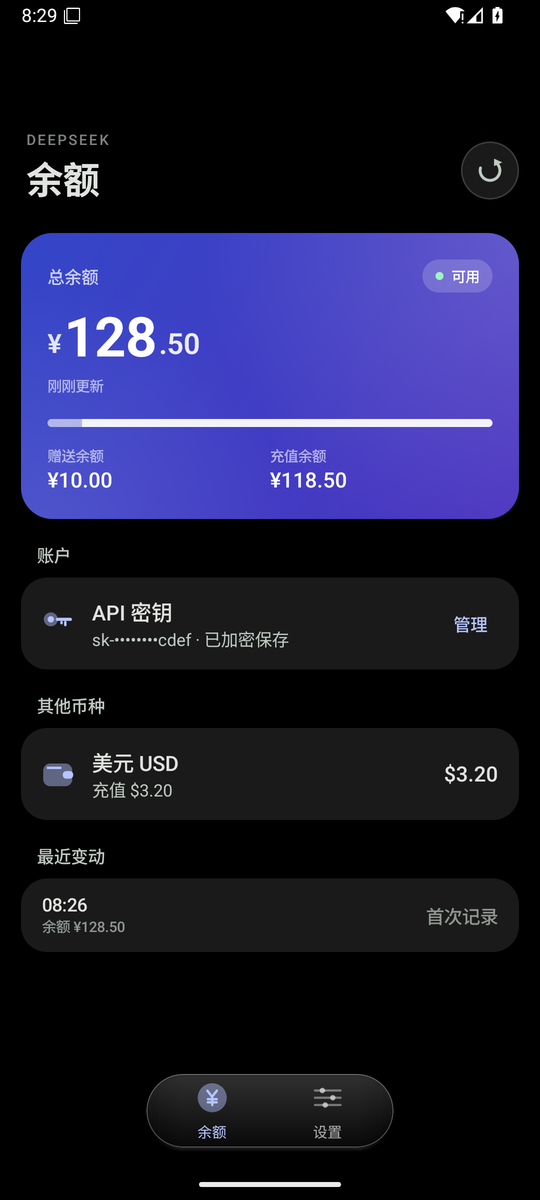 8:29
DEEPSEEK
余额
总余额
可用
¥128.50
刚刚更新
赠送余额 充值余额
¥10.00 ¥118.50
账户
API 密钥
sk-••••••••cdef · 已加密保存
管理
其他币种
美元 USD
充值 $3.20
$3.20
最近变动
08:26
余额 ¥128.50
首次记录
¥
余额 设置